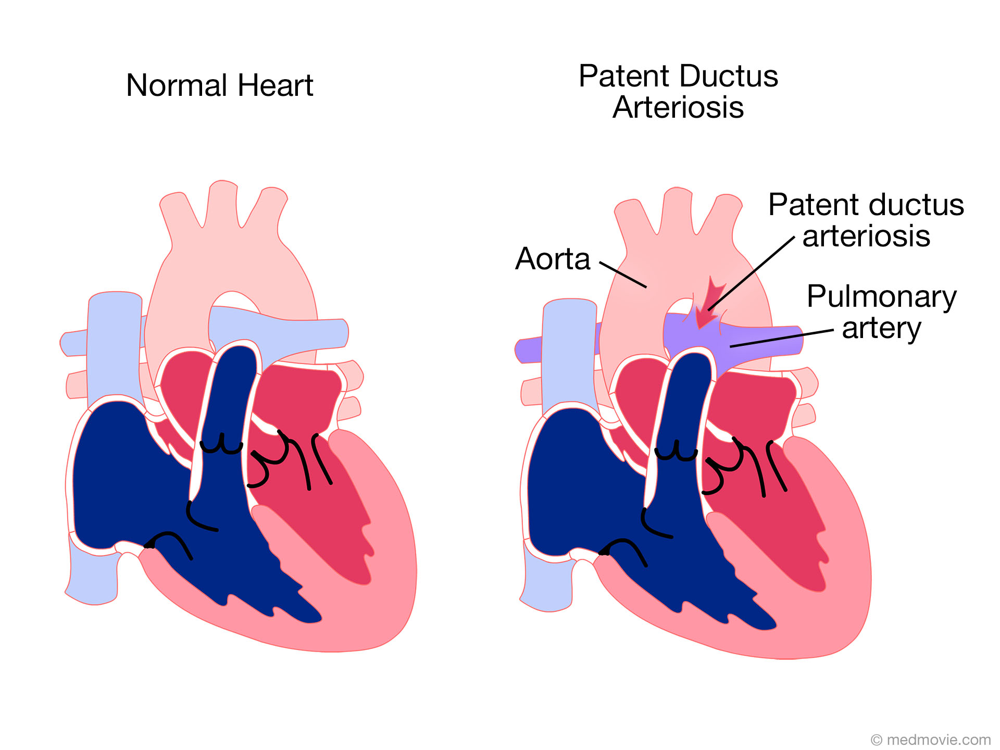 Normal Heart
Patent Ductus
Arteriosis
Patent ductus
arteriosis
Aorta
Pulmonary
artery
© medmovie.com